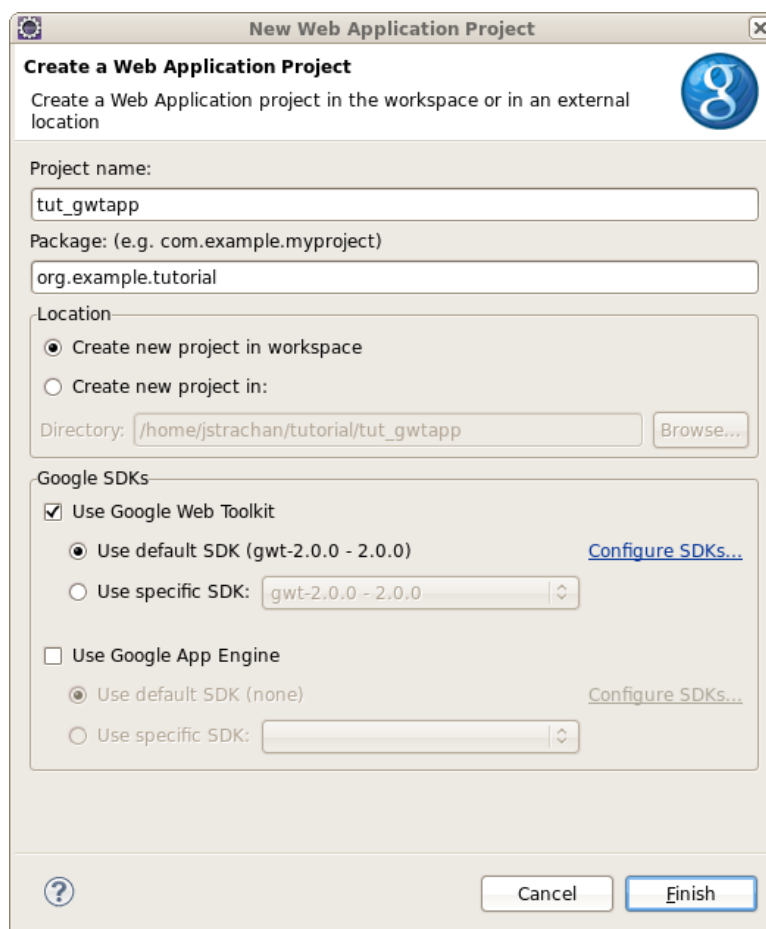 New Web Application Project
Create a Web Application Project
Create a Web Application project in the workspace or in an external
location
g
Project name:
tut_gwtapp
Package: (e.g. com.example.myproject)
org.example.tutorial
Location
Create new project in workspace
Create new project in:
Directory: /home/jstrachan/tutorial/tut_gwtapp Browse...
Google SDKs
Use Google Web Toolkit
Use default SDK (gwt-2.0.0 - 2.0.0) Configure SDKs...
Use specific SDK: gwt-2.0.0 - 2.0.0
Use Google App Engine
Use default SDK (none) Configure SDKs...
Use specific SDK:
? Cancel Finish